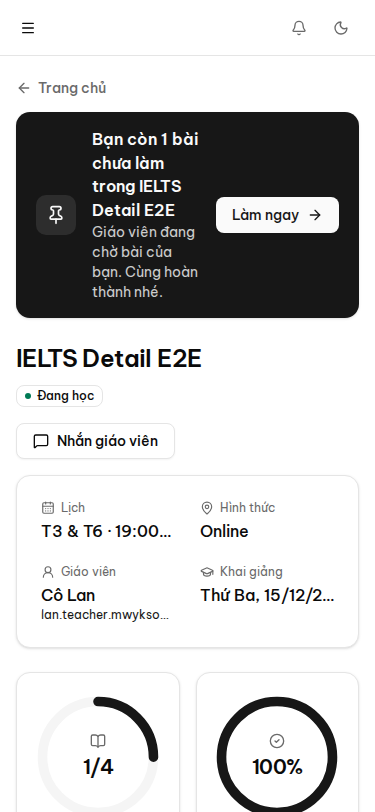 Trang chủ
Bạn còn 1 bài
chưa làm
trong IELTS
Detail E2E
Giáo viên đang
chờ bài của
bạn. Cùng hoàn
thành nhé.
Làm ngay
IELTS Detail E2E
Đang học
Nhắn giáo viên
Lịch
T3 & T6 · 19:00...
Hình thức
Online
Giáo viên
Cô Lan
lan.teacher.mwykso...
Khai giảng
Thứ Ba, 15/12/2...
1/4
100%